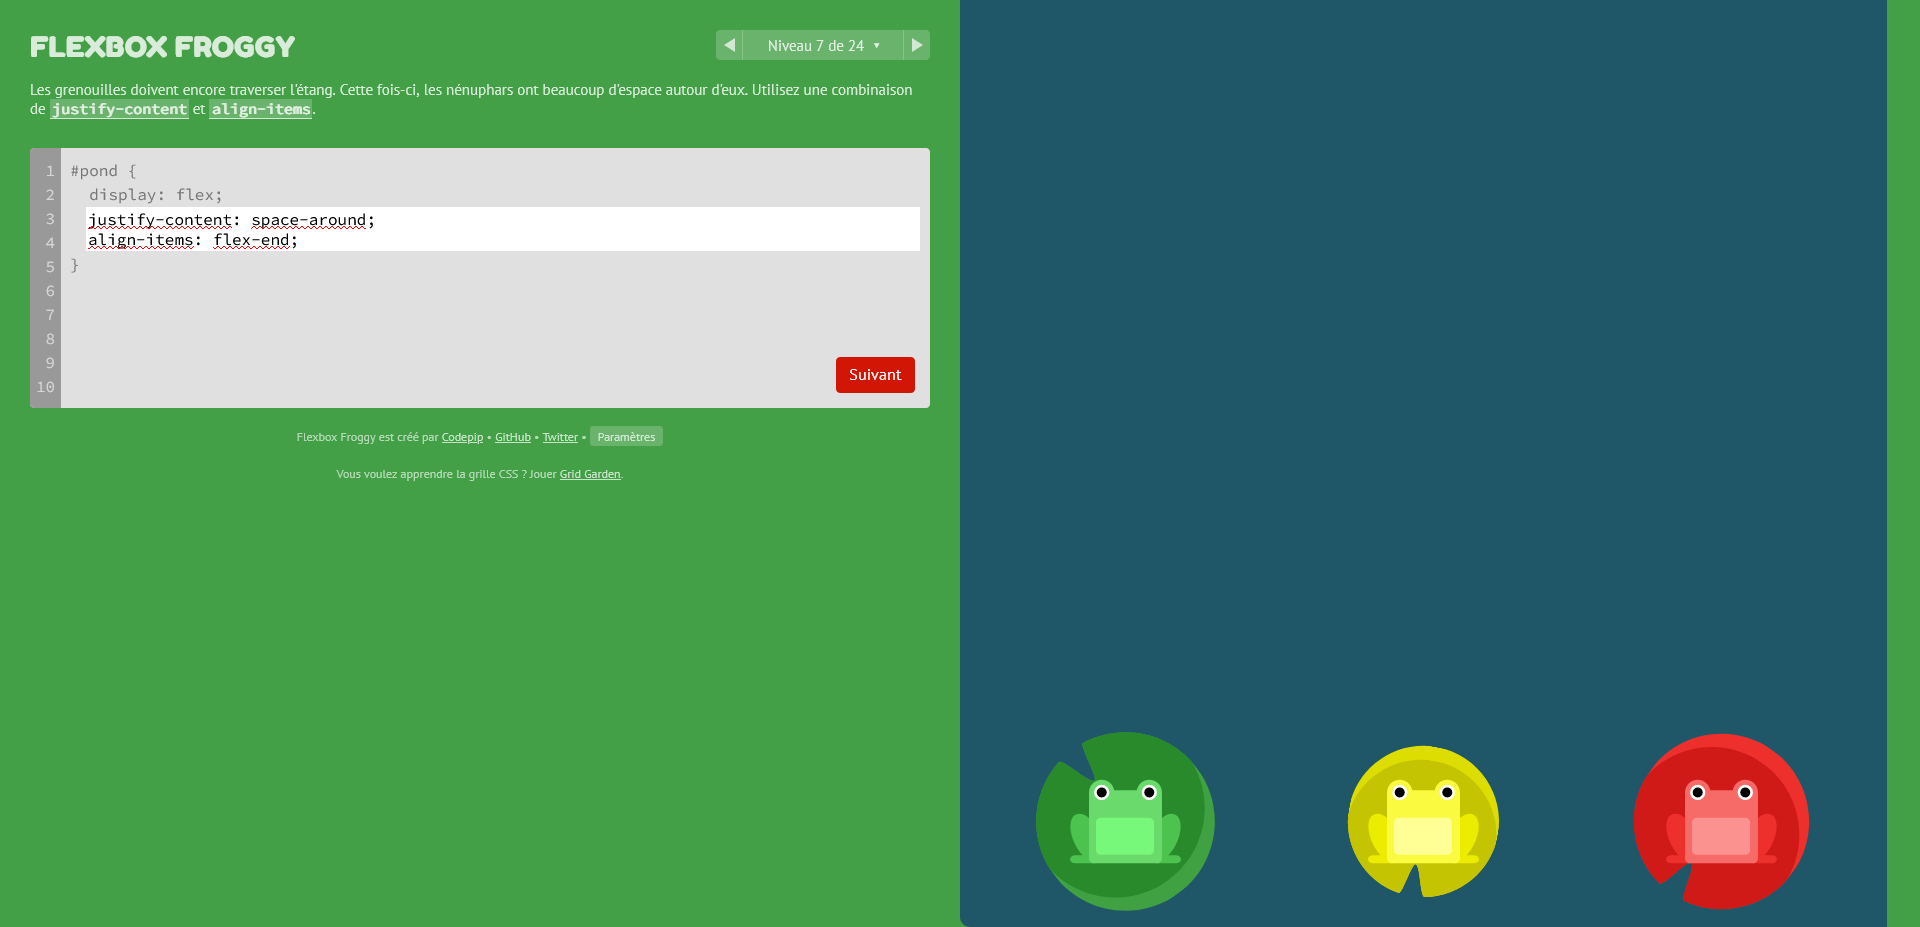 FLEXBOX FROGGY
Niveau 7 de 24 ▼
Les grenouilles doivent encore traverser l'étang. Cette fois-ci, les nénuphars ont beaucoup d'espace autour d'eux. Utilisez une combinaison
de justify-content et align-items.
1 #pond {
2 display: flex;
3 justify-content: space-around;
4 align-items: flex-end;
5 }
6
7
8
9
10
Suivant
Flexbox Froggy est créé par Codepip • GitHub • Twitter • Paramètres
Vous voulez apprendre la grille CSS ? Jouer Grid Garden.